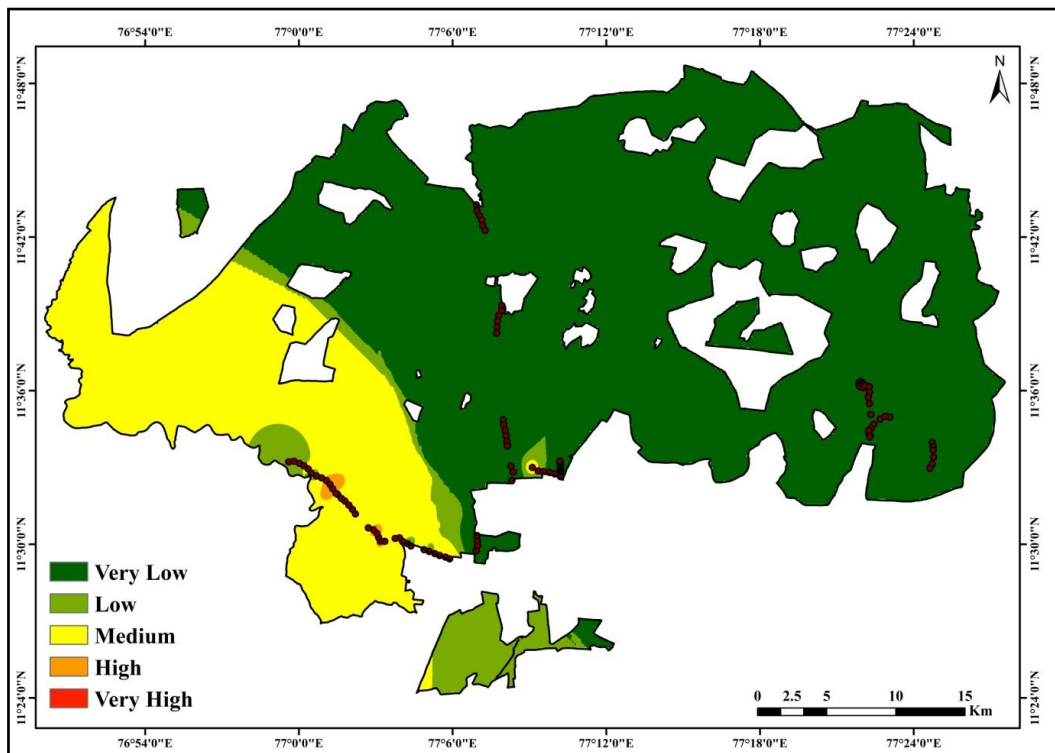 76°54'0"E 77°0'0"E 77°6'0"E 77°12'0"E 77°18'0"E 77°24'0"E
N
11°48'0"N 11°48'0"N
11°42'0"N 11°42'0"N
11°36'0"N 11°36'0"N
11°30'0"N 11°30'0"N
Very Low
Low
Medium
High
Very High
11°24'0"N 11°24'0"N
0 2.5 5 10 15
Km
76°54'0"E 77°0'0"E 77°6'0"E 77°12'0"E 77°18'0"E 77°24'0"E